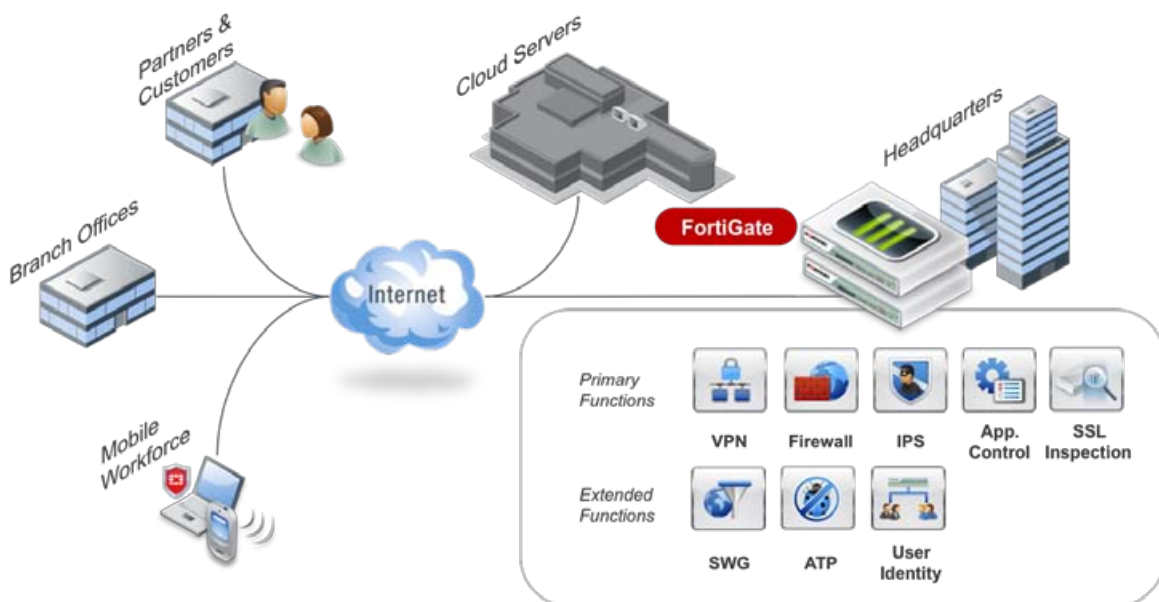 Partners &
Customers
Cloud Servers
Headquarters
Branch Offices
FortiGate
Internet
Mobile
Workforce
Primary
Functions
VPN
Firewall
IPS
App.
Control
SSL
Inspection
Extended
Functions
SWG
ATP
User
Identity